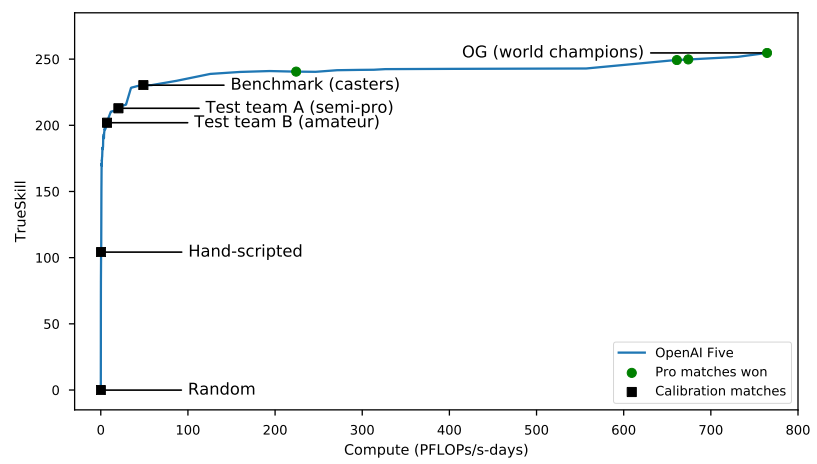 OG (world champions)
Benchmark (casters)
Test team A (semi-pro)
Test team B (amateur)
Hand-scripted
Random
TrueSkill
250
200
150
100
50
0
0 100 200 300 400 500 600 700 800
Compute (PFLOPs/s-days)
OpenAI Five
Pro matches won
Calibration matches